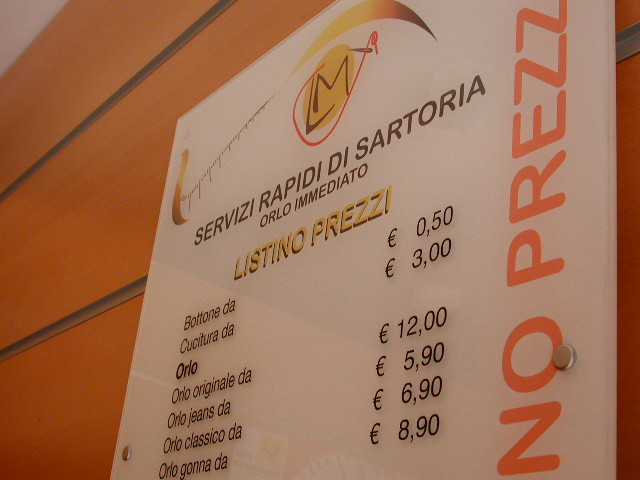 LM
SERVIZI RAPIDI DI SARTORIA
ORLO IMMEDIATO
LISTINO PREZZI
Bottone da € 0,50
Cucitura da € 3,00
Orlo
Orlo originale da € 12,00
Orlo jeans da € 5,90
Orlo classico da € 6,90
Orlo gonna da € 8,90
NO PREZZ